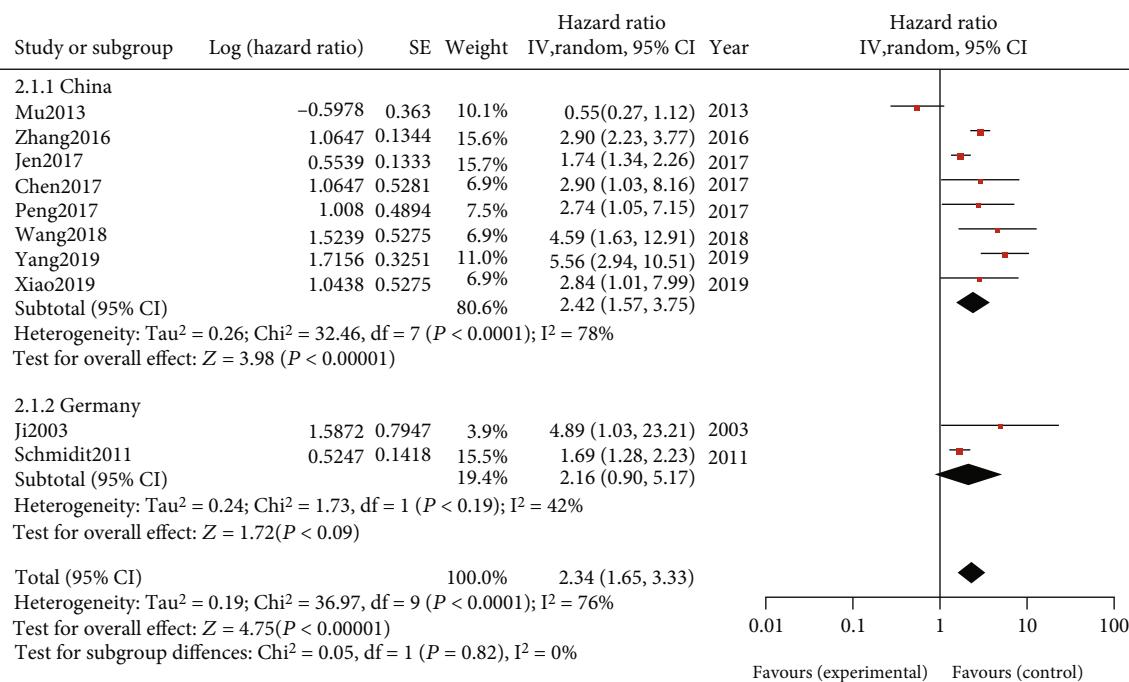 Hazard ratio Hazard ratio
Study or subgroup Log (hazard ratio) SE Weight IV,random, 95% CI Year IV,random, 95% CI
2.1.1 China
Mu2013 −0.5978 0.363 10.1% 0.55(0.27, 1.12) 2013
Zhang2016 1.0647 0.1344 15.6% 2.90 (2.23, 3.77) 2016
Jen2017 0.5539 0.1333 15.7% 1.74 (1.34, 2.26) 2017
Chen2017 1.0647 0.5281 6.9% 2.90 (1.03, 8.16) 2017
Peng2017 1.008 0.4894 7.5% 2.74 (1.05, 7.15) 2017
Wang2018 1.5239 0.5275 6.9% 4.59 (1.63, 12.91) 2018
Yang2019 1.7156 0.3251 11.0% 5.56 (2.94, 10.51) 2019
Xiao2019 1.0438 0.5275 6.9% 2.84 (1.01, 7.99) 2019
Subtotal (95% CI) 80.6% 2.42 (1.57, 3.75)
Heterogeneity: Tau² = 0.26; Chi² = 32.46, df = 7 (P < 0.0001); I² = 78%
Test for overall effect: Z = 3.98 (P < 0.00001)
2.1.2 Germany
Ji2003 1.5872 0.7947 3.9% 4.89 (1.03, 23.21) 2003
Schmidit2011 0.5247 0.1418 15.5% 1.69 (1.28, 2.23) 2011
Subtotal (95% CI) 19.4% 2.16 (0.90, 5.17)
Heterogeneity: Tau² = 0.24; Chi² = 1.73, df = 1 (P < 0.19); I² = 42%
Test for overall effect: Z = 1.72(P < 0.09)
Total (95% CI) 100.0% 2.34 (1.65, 3.33)
Heterogeneity: Tau² = 0.19; Chi² = 36.97, df = 9 (P < 0.0001); I² = 76%
Test for overall effect: Z = 4.75(P < 0.00001)
Test for subgroup diffences: Chi² = 0.05, df = 1 (P = 0.82), I² = 0%
0.01 0.1 1 10 100
Favours (experimental) Favours (control)